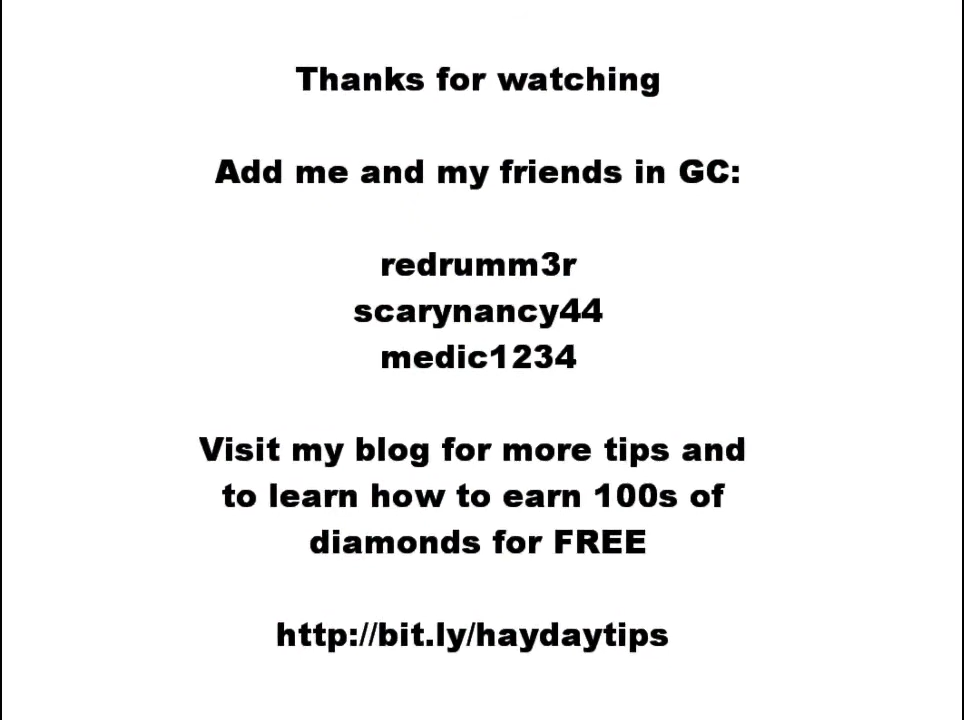 Thanks for watching
Add me and my friends in GC:
redrumm3r
scarynancy44
medic1234
Visit my blog for more tips and
to learn how to earn 100s of
diamonds for FREE
http://bit.ly/haydaytips